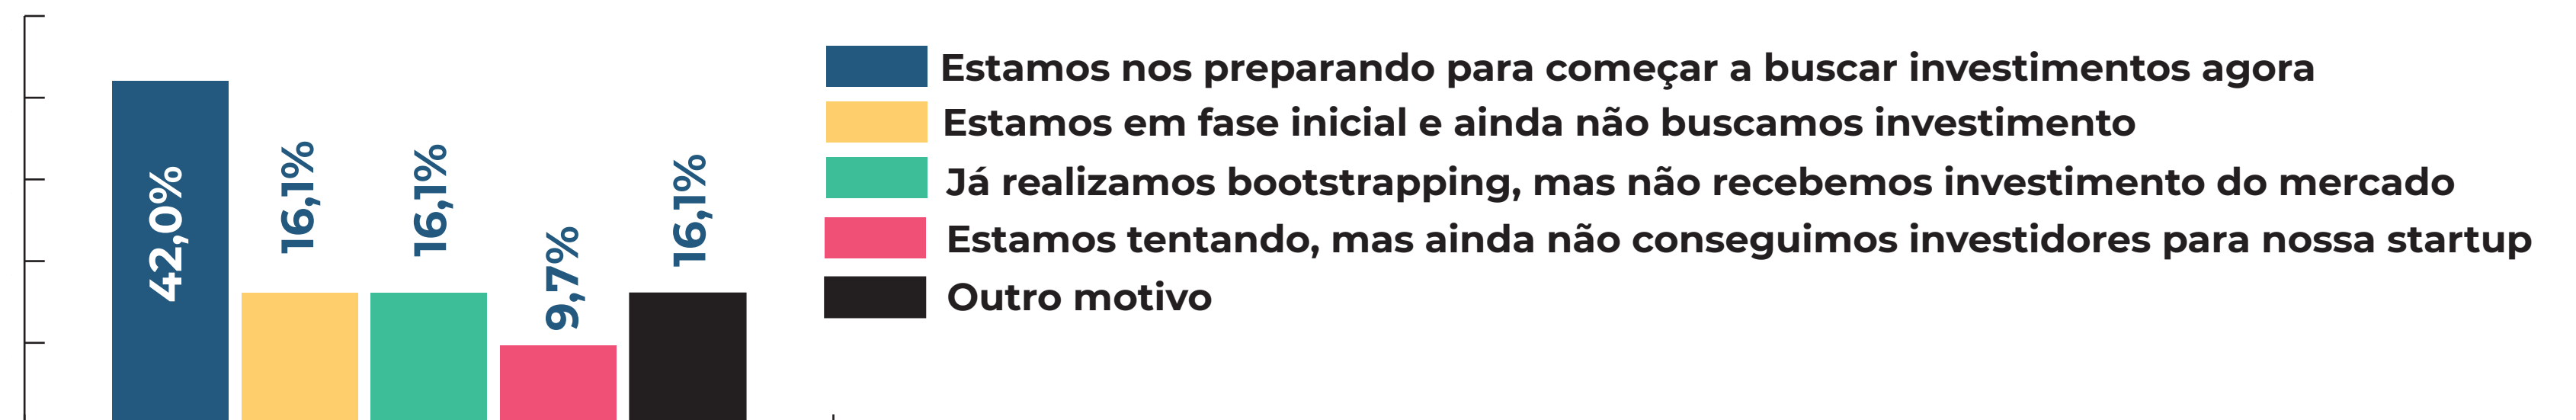 42,0%
16,1%
16,1%
9,7%
16,1%
Estamos nos preparando para começar a buscar investimentos agora
Estamos em fase inicial e ainda não buscamos investimento
Já realizamos bootstrapping, mas não recebemos investimento do mercado
Estamos tentando, mas ainda não conseguimos investidores para nossa startup
Outro motivo